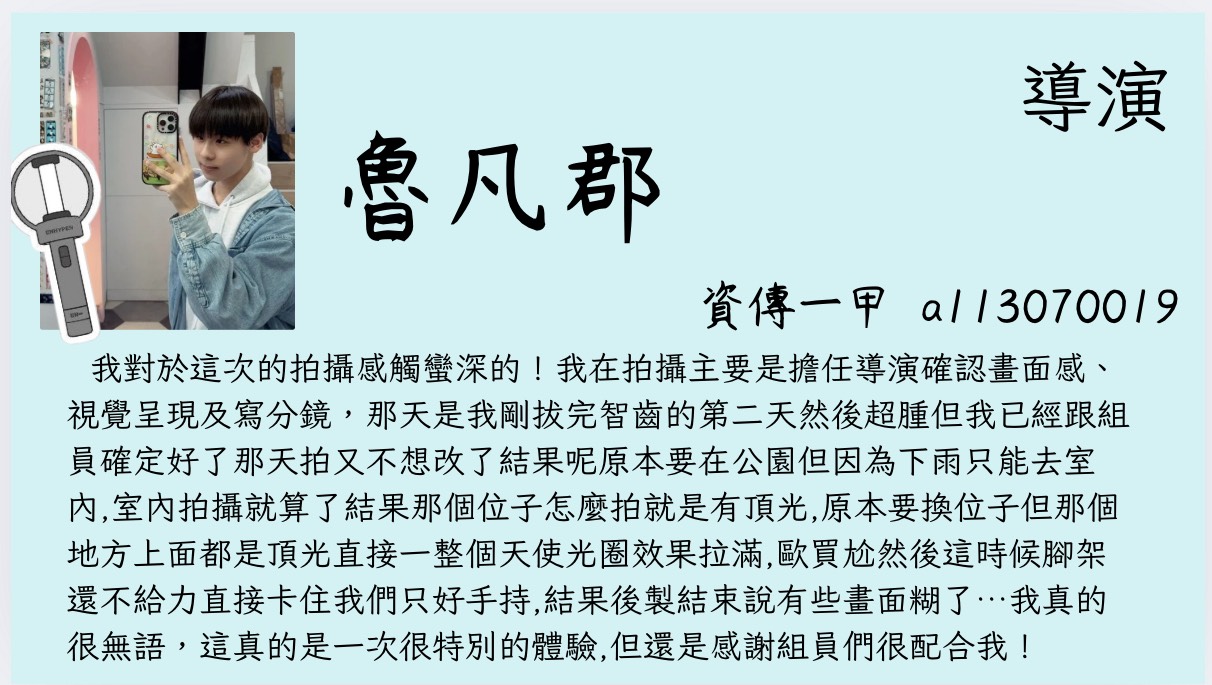 導演
魯凡郡
資傳一甲 a113070019
ENHYPEN
我對於這次的拍攝感觸蠻深的！我在拍攝主要是擔任導演確認畫面感、
視覺呈現及寫分鏡，那天是我剛拔完智齒的第二天然後超腫但我已經跟組
員確定好了那天拍又不想改了結果呢原本要在公園但因為下雨只能去室
內,室內拍攝就算了結果那個位子怎麼拍就是有頂光,原本要換位子但那個
地方上面都是頂光直接一整個天使光圈效果拉滿,歐買尬然後這時候腳架
還不給力直接卡住我們只好手持,結果後製結束說有些畫面糊了…我真的
很無語，這真的是一次很特別的體驗,但還是感謝組員們很配合我！